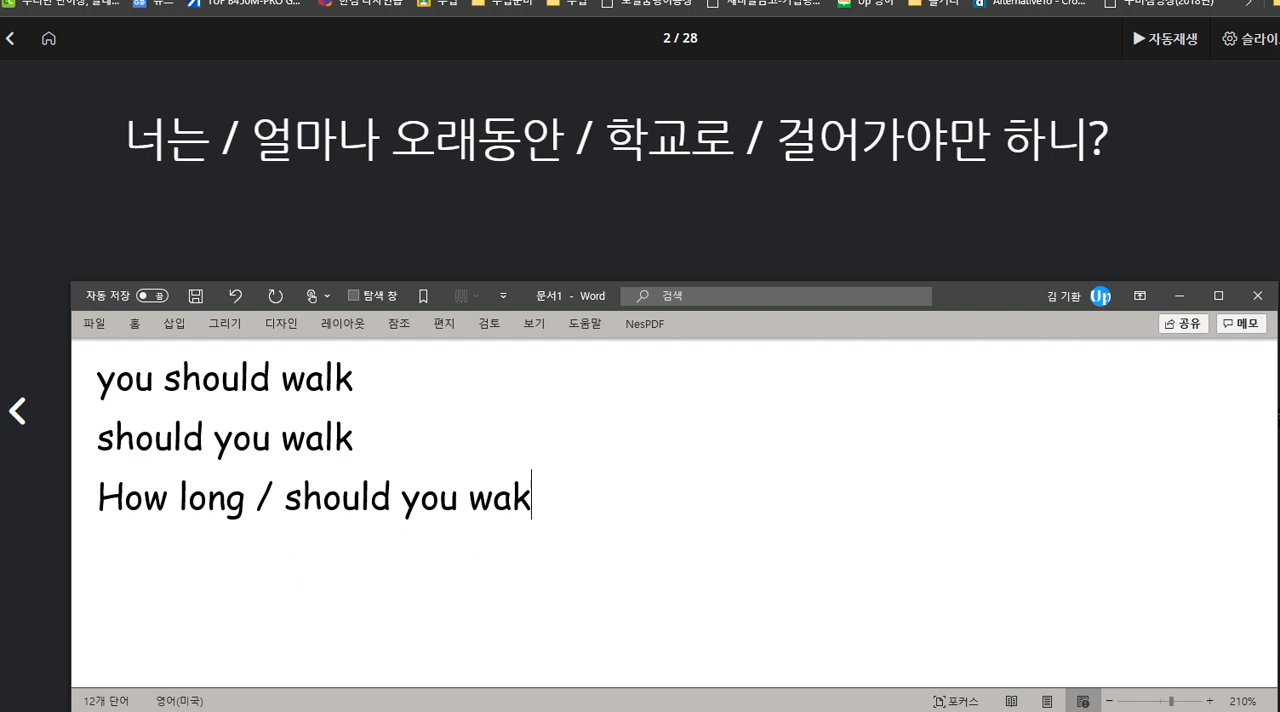 2 / 28
자동재생
슬라이
너는 / 얼마나 오래동안 / 학교로 / 걸어가야만 하니?
자동 저장 끔 탐색 창 문서1 - Word 검색 김 기환 Up
파일 홈 삽입 그리기 디자인 레이아웃 참조 편지 검토 보기 도움말 NesPDF 공유 메모
you should walk
should you walk
How long / should you wak
12개 단어 영어(미국) 포커스 210%